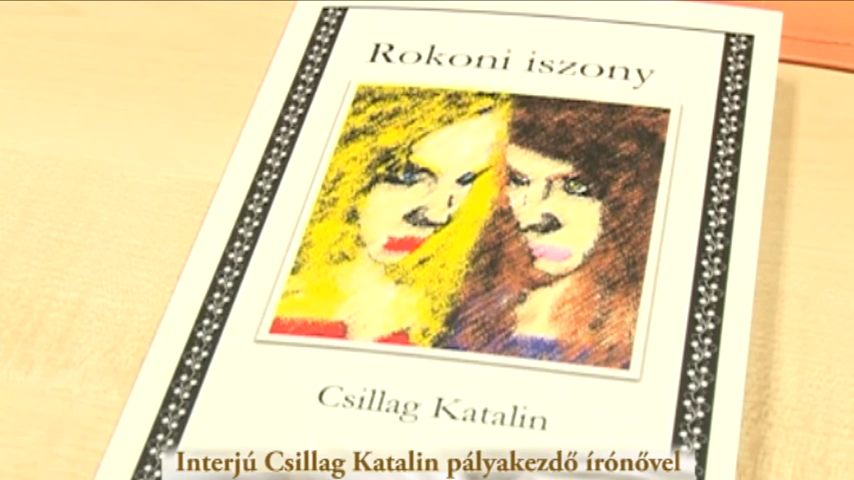 Rokoni iszony
Csillag Katalin
Interjú Csillag Katalin pályakezdő írónővel